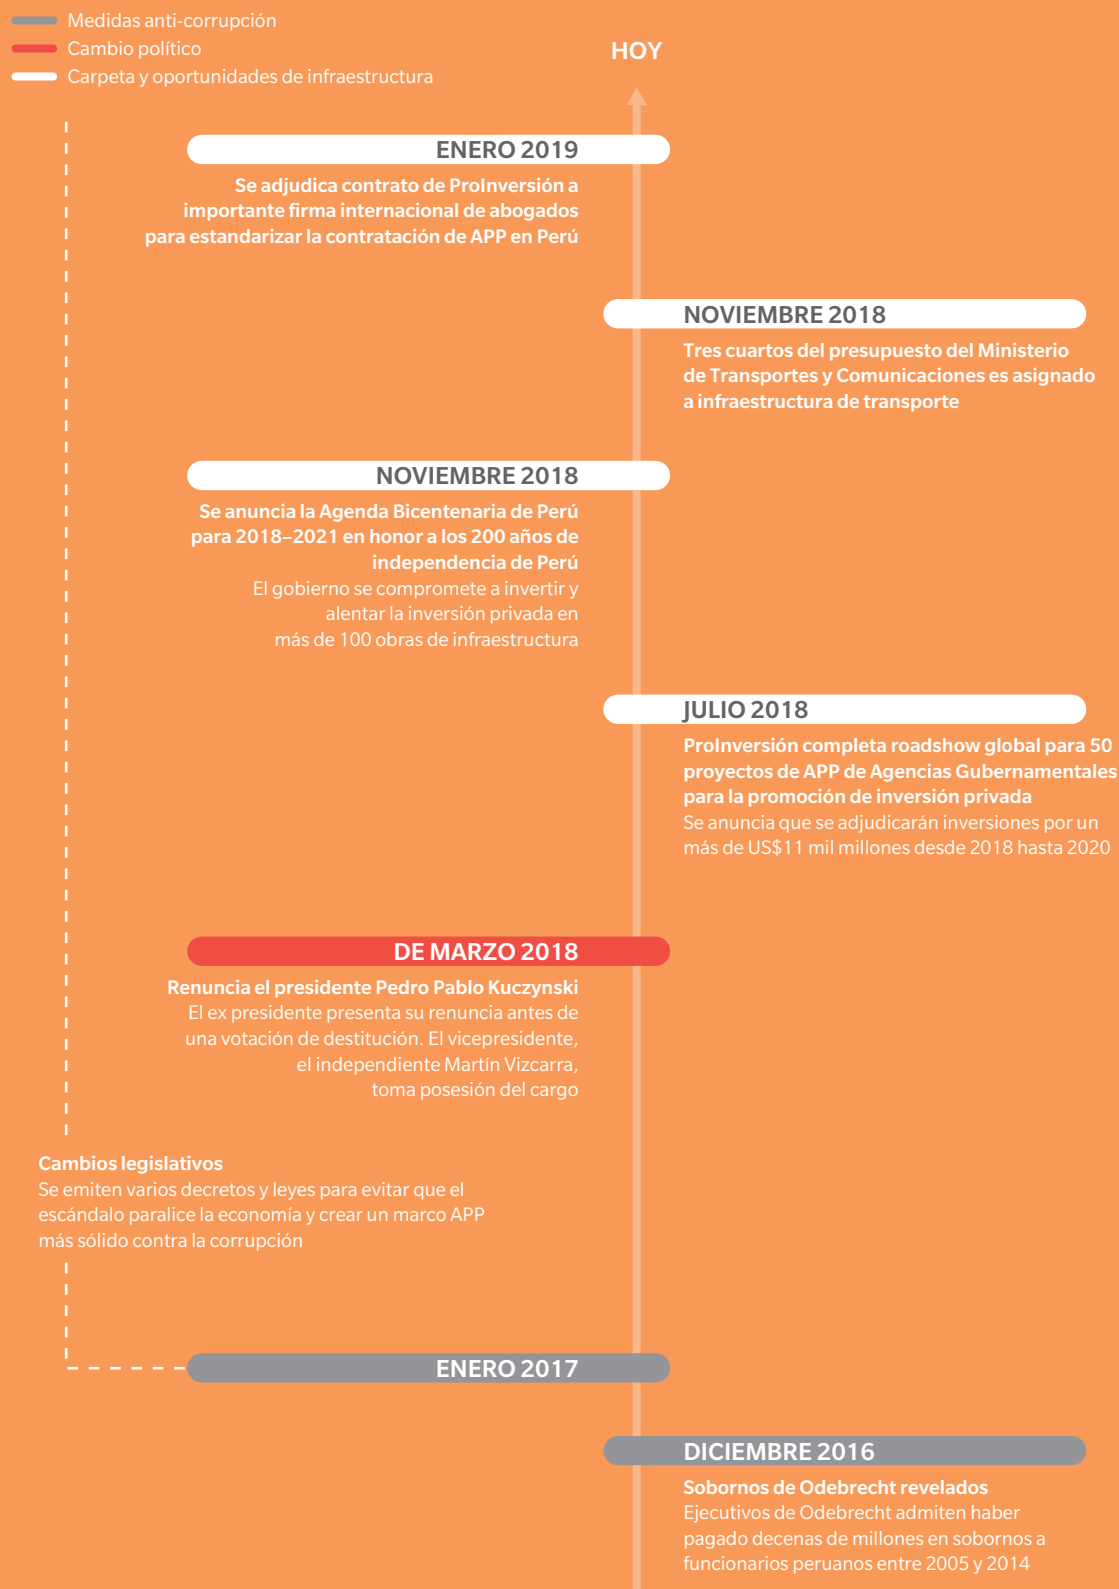 Medidas anti-corrupción
Cambio político
Carpeta y oportunidades de infraestructura
HOY
ENERO 2019
Se adjudica contrato de ProInversión a
importante firma internacional de abogados
para estandarizar la contratación de APP en Perú
NOVIEMBRE 2018
Tres cuartos del presupuesto del Ministerio
de Transportes y Comunicaciones es asignado
a infraestructura de transporte
NOVIEMBRE 2018
Se anuncia la Agenda Bicentenaria de Perú
para 2018–2021 en honor a los 200 años de
independencia de Perú
El gobierno se compromete a invertir y
alentar la inversión privada en
más de 100 obras de infraestructura
JULIO 2018
ProInversión completa roadshow global para 50
proyectos de APP de Agencias Gubernamentales
para la promoción de inversión privada
Se anuncia que se adjudicarán inversiones por un
más de US$11 mil millones desde 2018 hasta 2020
DE MARZO 2018
Renuncia el presidente Pedro Pablo Kuczynski
El ex presidente presenta su renuncia antes de
una votación de destitución. El vicepresidente,
el independiente Martín Vizcarra,
toma posesión del cargo
Cambios legislativos
Se emiten varios decretos y leyes para evitar que el
escándalo paralice la economía y crear un marco APP
más sólido contra la corrupción
ENERO 2017
DICIEMBRE 2016
Sobornos de Odebrecht revelados
Ejecutivos de Odebrecht admiten haber
pagado decenas de millones en sobornos a
funcionarios peruanos entre 2005 y 2014